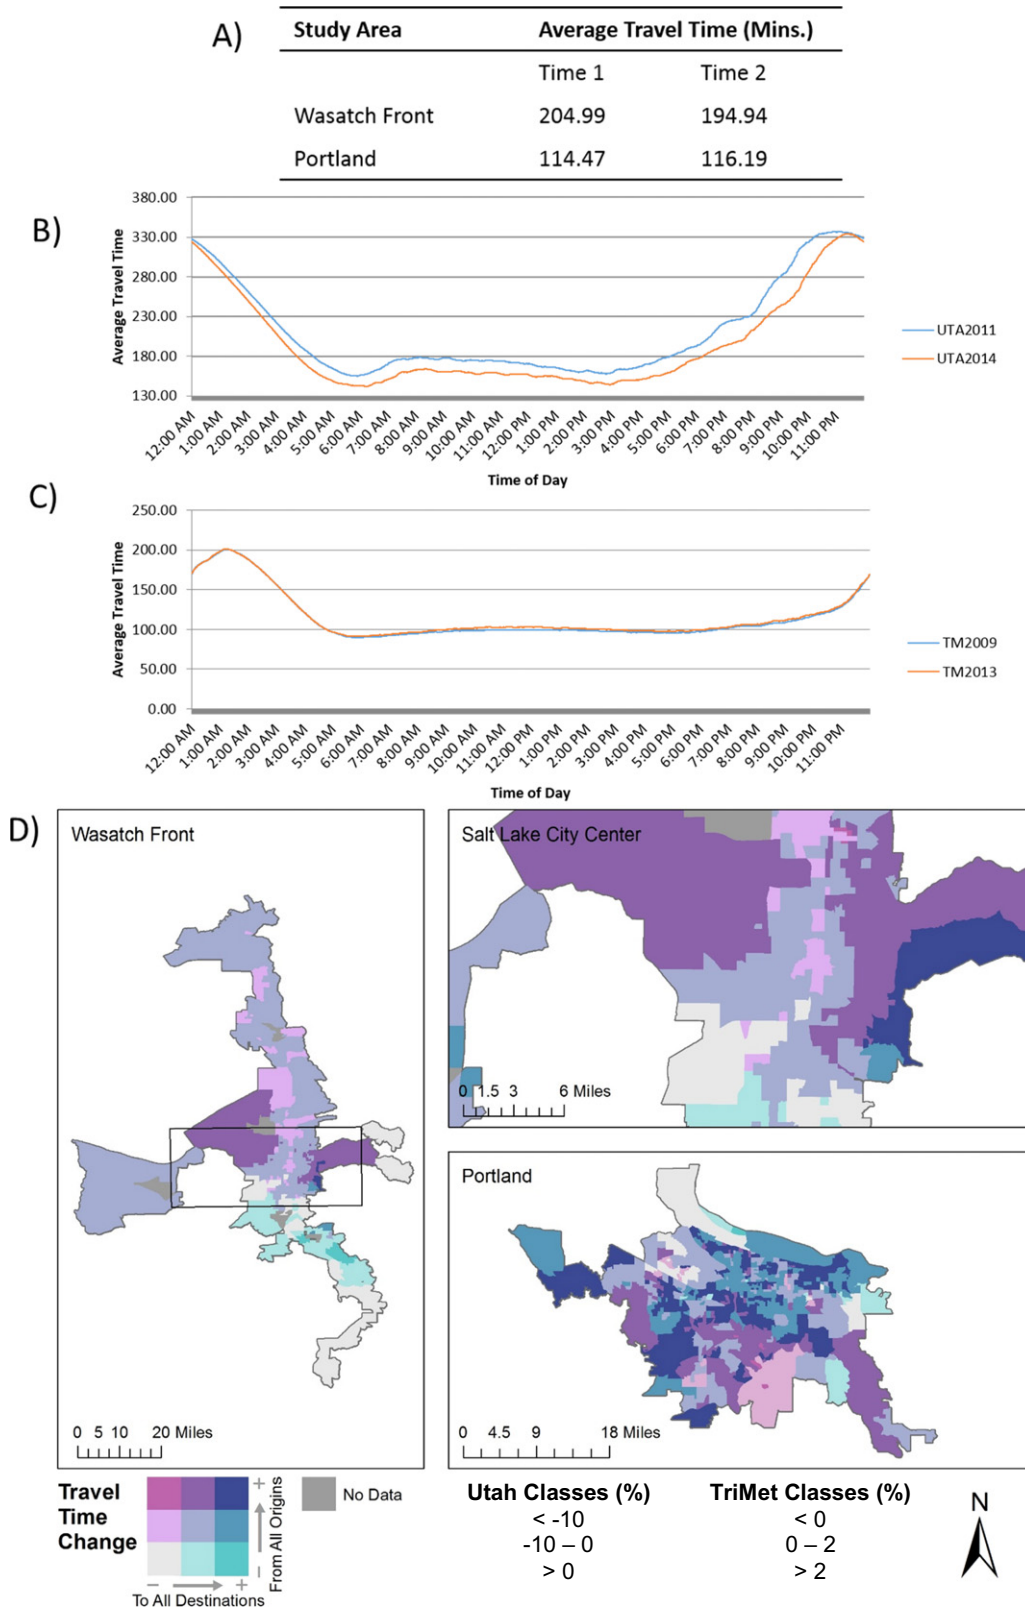 A)
Study Area Average Travel Time (Mins.)
Time 1 Time 2
Wasatch Front 204.99 194.94
Portland 114.47 116.19
B)
Average Travel Time
380.00
330.00
280.00
230.00
180.00
130.00
12:00 AM 1:00 AM 2:00 AM 3:00 AM 4:00 AM 5:00 AM 6:00 AM 7:00 AM 8:00 AM 9:00 AM 10:00 AM 11:00 AM 12:00 PM 1:00 PM 2:00 PM 3:00 PM 4:00 PM 5:00 PM 6:00 PM 7:00 PM 8:00 PM 9:00 PM 10:00 PM 11:00 PM
Time of Day
UTA2011
UTA2014
C)
Average Travel Time
250.00
200.00
150.00
100.00
50.00
0.00
12:00 AM 1:00 AM 2:00 AM 3:00 AM 4:00 AM 5:00 AM 6:00 AM 7:00 AM 8:00 AM 9:00 AM 10:00 AM 11:00 AM 12:00 PM 1:00 PM 2:00 PM 3:00 PM 4:00 PM 5:00 PM 6:00 PM 7:00 PM 8:00 PM 9:00 PM 10:00 PM 11:00 PM
Time of Day
TM2009
TM2013
D)
Wasatch Front
0 5 10 20 Miles
Salt Lake City Center
0 1.5 3 6 Miles
Portland
0 4.5 9 18 Miles
Travel
Time
Change
+
From All Origins
-
- +
To All Destinations
No Data
Utah Classes (%) TriMet Classes (%)
< -10 < 0
-10 – 0 0 – 2
> 0 > 2
N